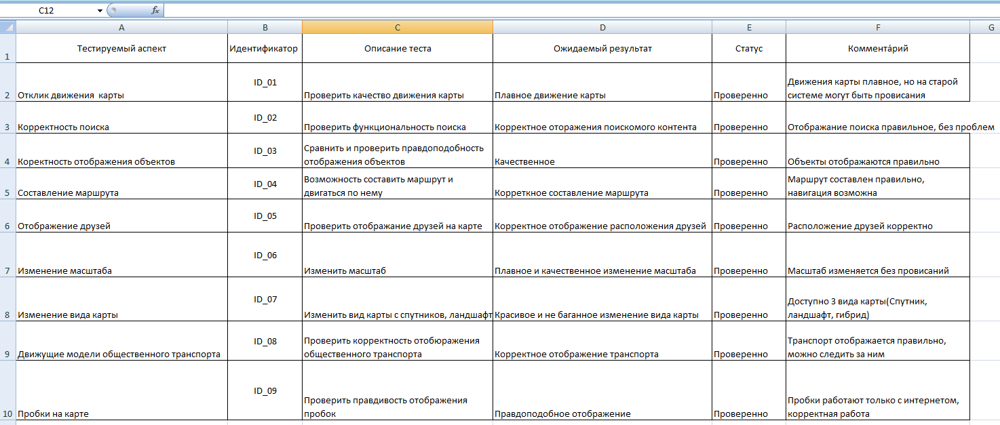 C12
fx
A B C D E F G
1 Тестируемый аспект Идентификатор Описание теста Ожидаемый результат Статус Коммента́рий
2 Отклик движения  карты ID_01 Проверить качество движения карты Плавное движение карты Проверенно Движения карты плавное, но на старой
системе могут быть провисания
3 Корректность поиска ID_02 Проверить функциональность поиска Корректное оторажения поискомого контента Проверенно Отображание поиска правильное, без проблем
4 Коректность отображения объектов ID_03 Сравнить и проверить правдоподобность
отображения объектов Качественное Проверенно Объекты отображаются правильно
5 Составление маршрута ID_04 Возможность составить маршрут и
двигаться по нему Корреткное составление маршрута Проверенно Маршрут составлен правильно,
навигация возможна
6 Отображение друзей ID_05 Проверить отображание друзей на карте Корректное отображение расположения друзей Проверенно Расположение друзей корректно
7 Изменение масштаба ID_06 Изменить масштаб Плавное и качественное изменение масштаба Проверенно Масштаб изменяется без провисаний
8 Изменение вида карты ID_07 Изменить вид карты с спутников, ландшафт Красивое и не баганное изменение вида карты Проверенно Доступно 3 вида карты(Спутник,
ландшафт, гибрид)
9 Движущие модели общественного транспорта ID_08 Проверить корректность отобюражения
общественного транспорта Корректное отображение транспорта Проверенно Транспорт отображается правильно,
можно следить за ним
10 Пробки на карте ID_09 Проверить правдивость отображения
пробок Правдоподобное отображение Проверенно Пробки работают только с интернетом,
корректная работа